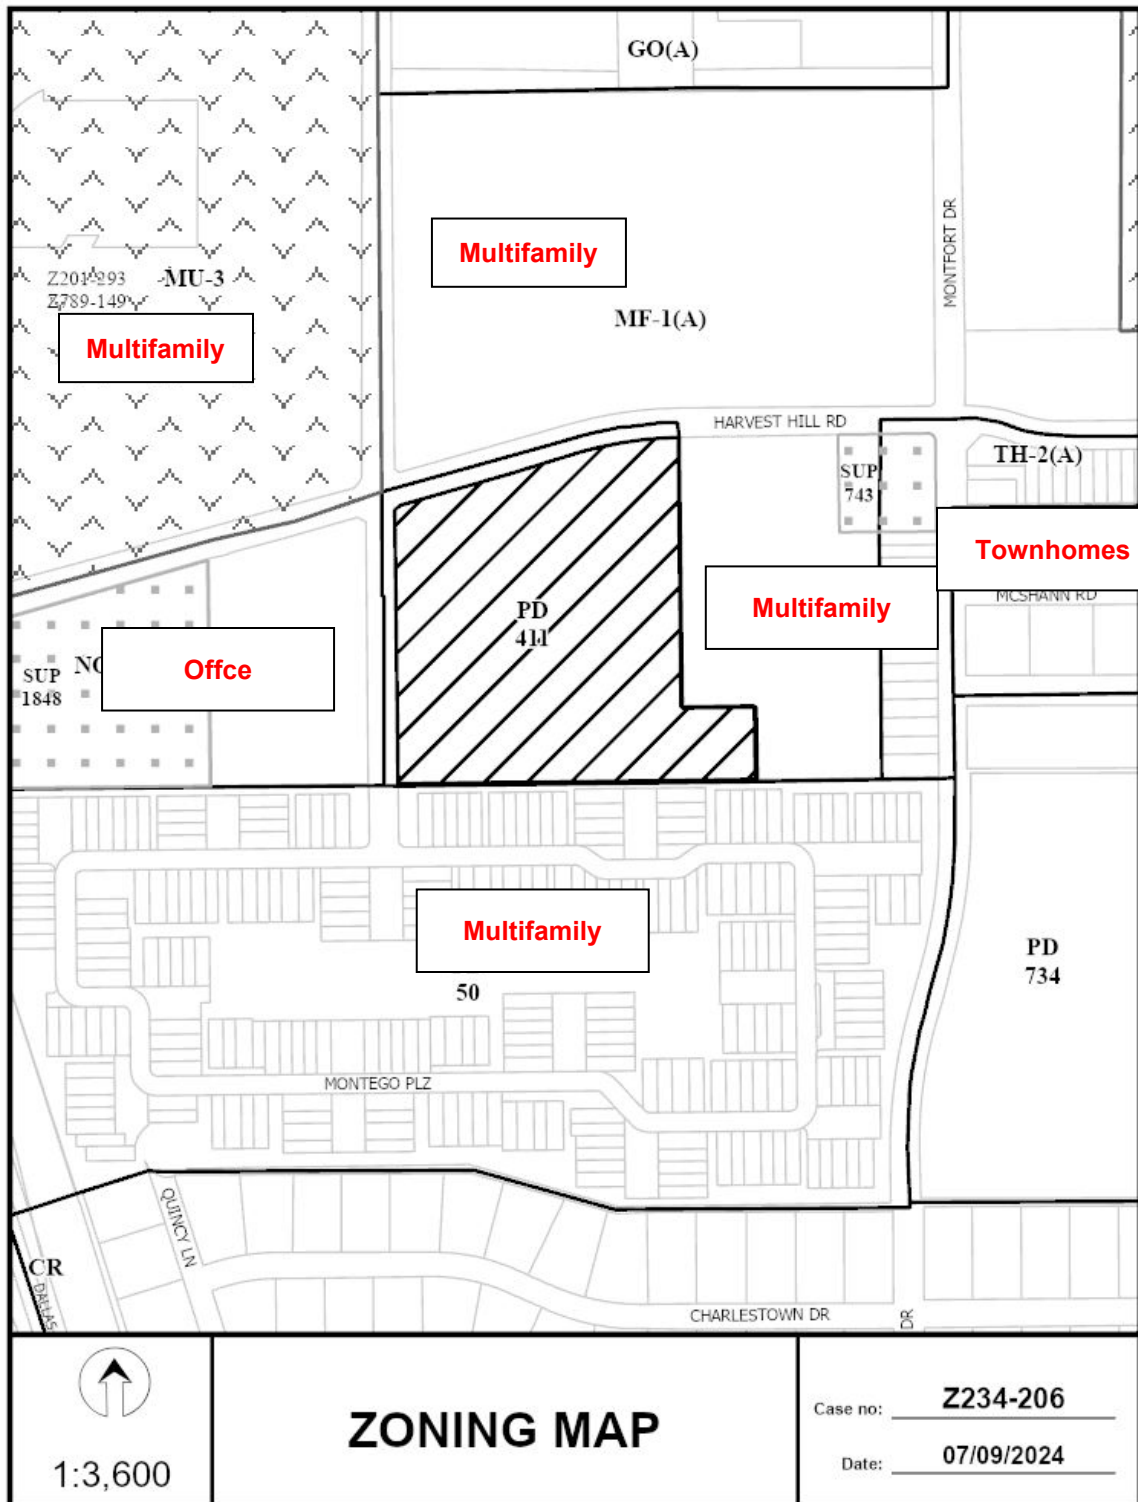 GO(A)
MONTFORT DR
Multifamily
Z201-293
Z789-149
MU-3
Multifamily
MF-1(A)
HARVEST HILL RD
TH-2(A)
SUP
743
Townhomes
MCSHANN RD
PD
411
Multifamily
SUP
1848
Offce
Multifamily
50
PD
734
MONTEGO PLZ
QUINCY LN
CR
DALLAS
CHARLESTOWN DR
DR
1:3,600
ZONING MAP
Case no: Z234-206
Date: 07/09/2024